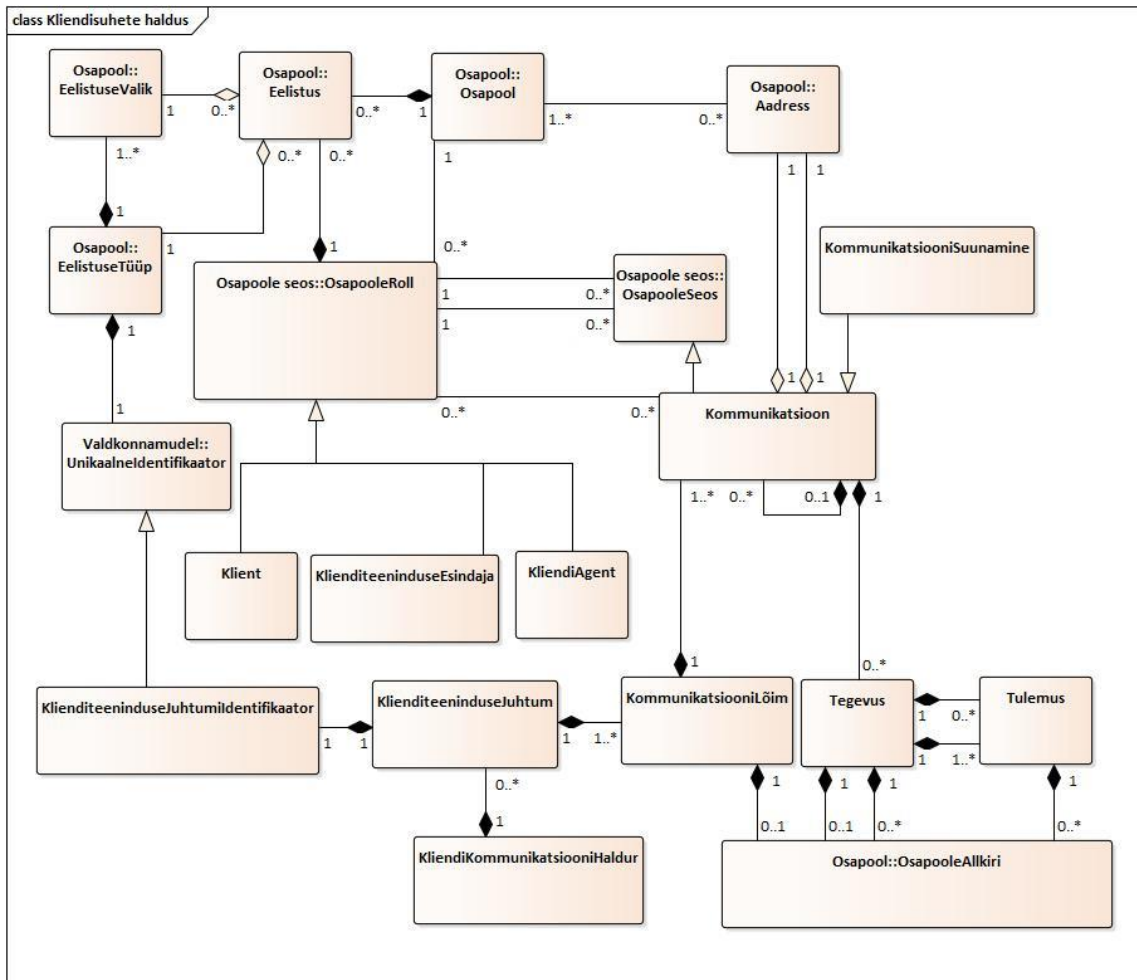 class Kliendisuhete haldus
Osapool::
EelistuseValik
Osapool::
Eelistus
Osapool::
Osapool
Osapool::
Aadress
1
0..*
0..*
1
1..*
0..*
1..*
0..*
0..*
1
1
1
1
1
Osapool::
EelistuseTüüp
1
0..*
KommunikatsiooniSuunamine
1
Osapoole seos::OsapooleRoll
Osapoole seos::
OsapooleSeos
1
0..*
1
0..*
1
1
1
1
0..*
0..*
Kommunikatsioon
Valdkonnamudel::
UnikaalneIdentifikaator
1..*
0..*
0..1
1
Klient
KlienditeeninduseEsindaja
KliendiAgent
1
0..*
KlienditeeninduseJuhtumiIdentifikaator
KlienditeeninduseJuhtum
KommunikatsiooniLõim
Tegevus
Tulemus
1
1
1
1..*
1
0..*
1
1..*
0..*
1
1
1
1
1
0..1
0..1
0..*
0..*
KliendiKommunikatsiooniHaldur
Osapool::OsapooleAllkiri